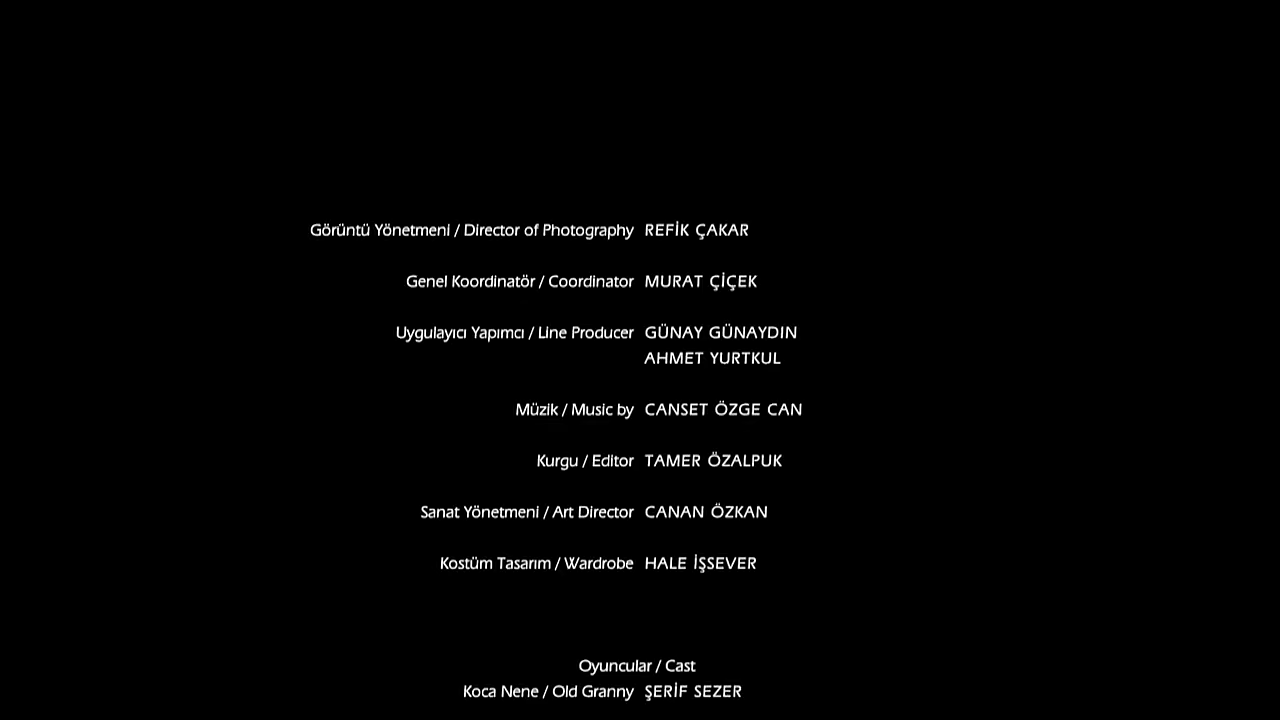 Görüntü Yönetmeni / Director of Photography REFİK ÇAKAR
Genel Koordinatör / Coordinator MURAT ÇİÇEK
Uygulayıcı Yapımcı / Line Producer GÜNAY GÜNAYDIN
AHMET YURTKUL
Müzik / Music by CANSET ÖZGE CAN
Kurgu / Editor TAMER ÖZALPUK
Sanat Yönetmeni / Art Director CANAN ÖZKAN
Kostüm Tasarım / Wardrobe HALE İŞSEVER
Oyuncular / Cast
Koca Nene / Old Granny ŞERİF SEZER